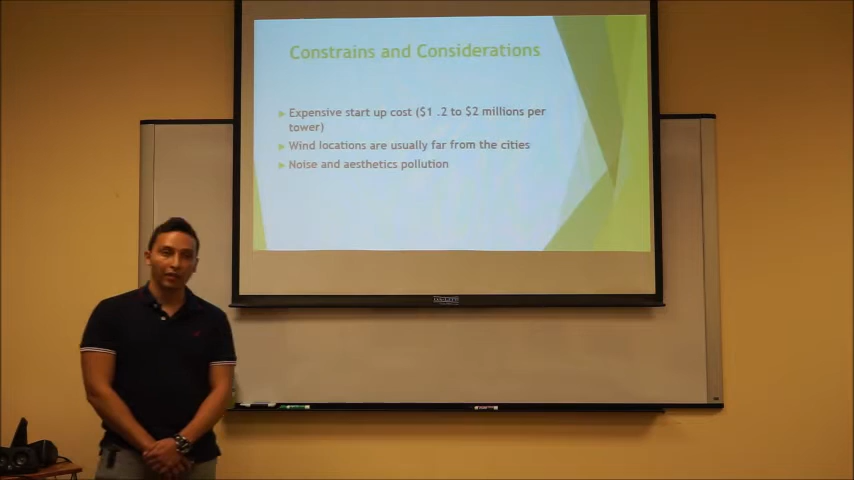 Constrains and Considerations
Expensive start up cost ($1 .2 to $2 millions per
tower)
Wind locations are usually far from the cities
Noise and aesthetics pollution